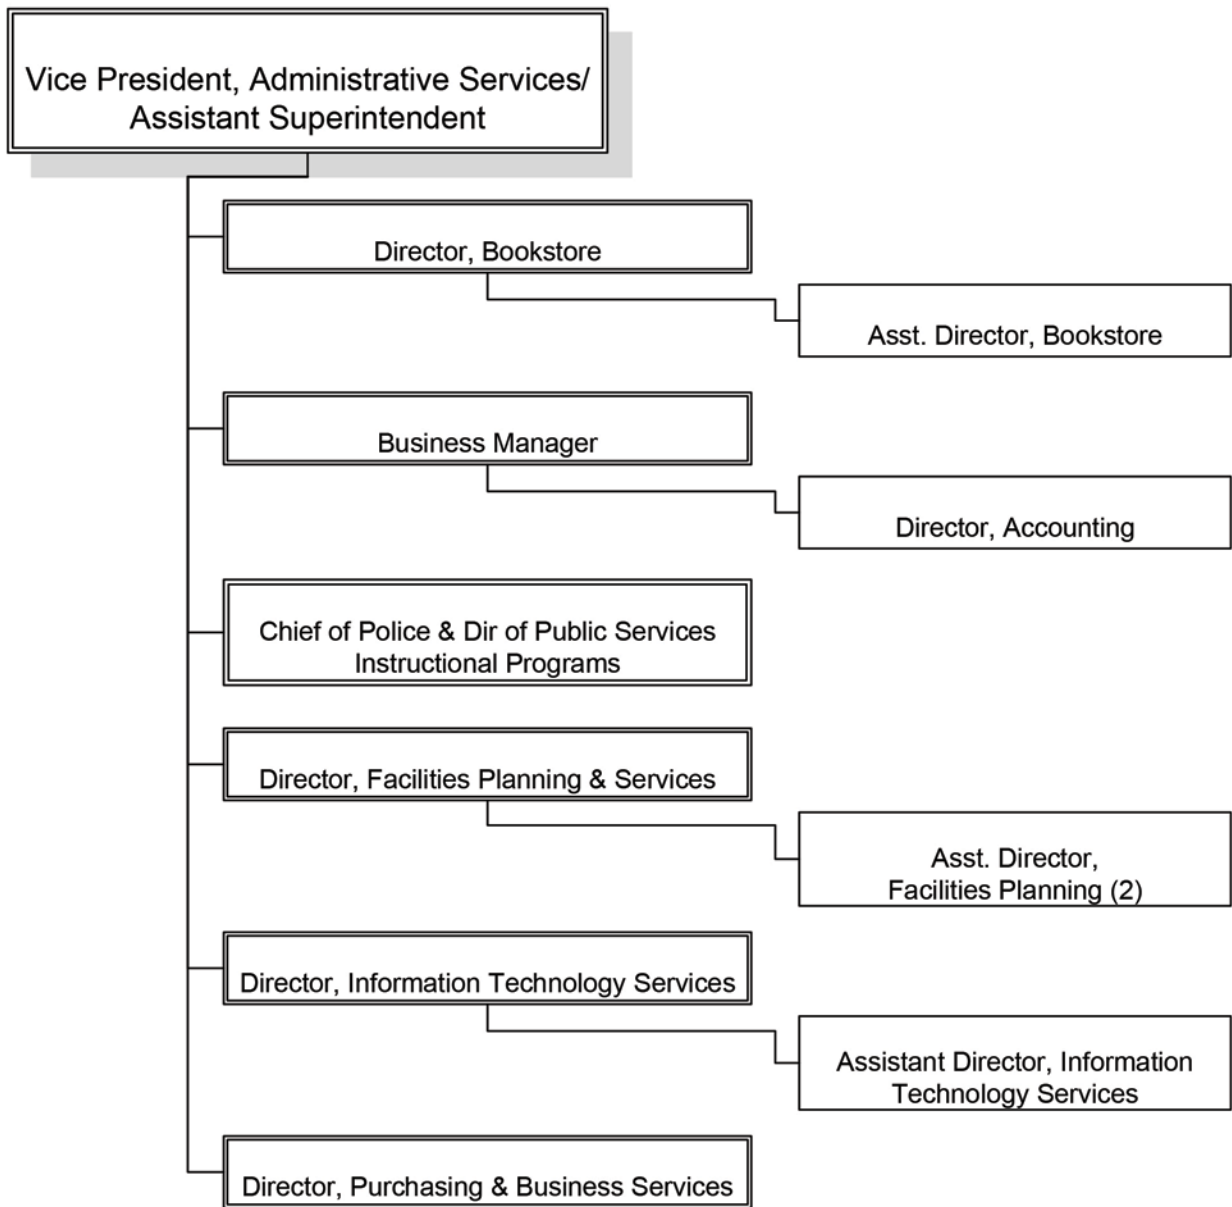 Vice President, Administrative Services/
Assistant Superintendent
Director, Bookstore
Asst. Director, Bookstore
Business Manager
Director, Accounting
Chief of Police & Dir of Public Services
Instructional Programs
Director, Facilities Planning & Services
Asst. Director,
Facilities Planning (2)
Director, Information Technology Services
Assistant Director, Information
Technology Services
Director, Purchasing & Business Services